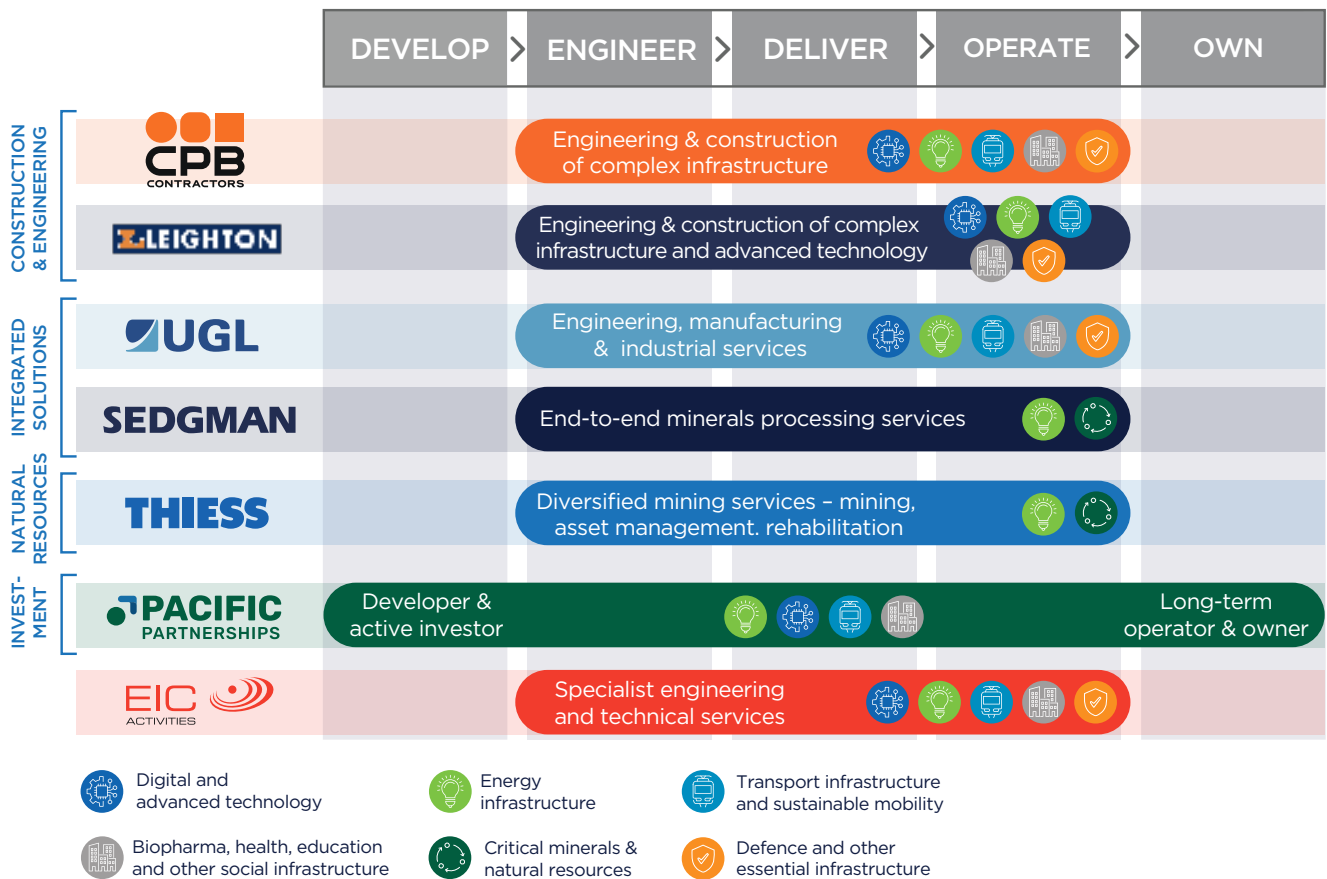 DEVELOP > ENGINEER > DELIVER > OPERATE > OWN
CONSTRUCTION
& ENGINEERING
CPB
CONTRACTORS
Engineering & construction
of complex infrastructure
LEIGHTON
Engineering & construction of complex
infrastructure and advanced technology
INTEGRATED
SOLUTIONS
UGL
Engineering, manufacturing
& industrial services
SEDGMAN
End-to-end minerals processing services
NATURAL
RESOURCES
THIESS
Diversified mining services – mining,
asset management. rehabilitation
INVEST-
MENT
PACIFIC
PARTNERSHIPS
Developer &
active investor
Long-term
operator & owner
EIC
ACTIVITIES
Specialist engineering
and technical services
Digital and
advanced technology
Energy
infrastructure
Transport infrastructure
and sustainable mobility
Biopharma, health, education
and other social infrastructure
Critical minerals &
natural resources
Defence and other
essential infrastructure